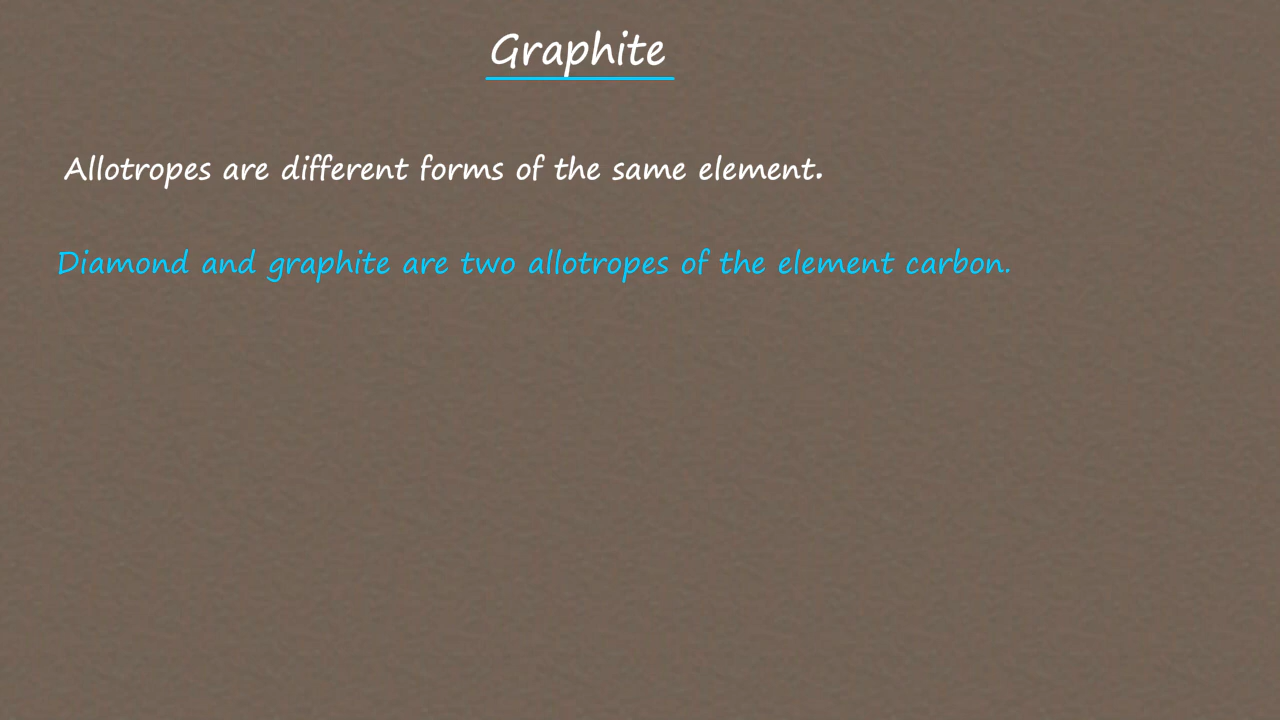 Graphite
Allotropes are different forms of the same element.
Diamond and graphite are two allotropes of the element carbon.